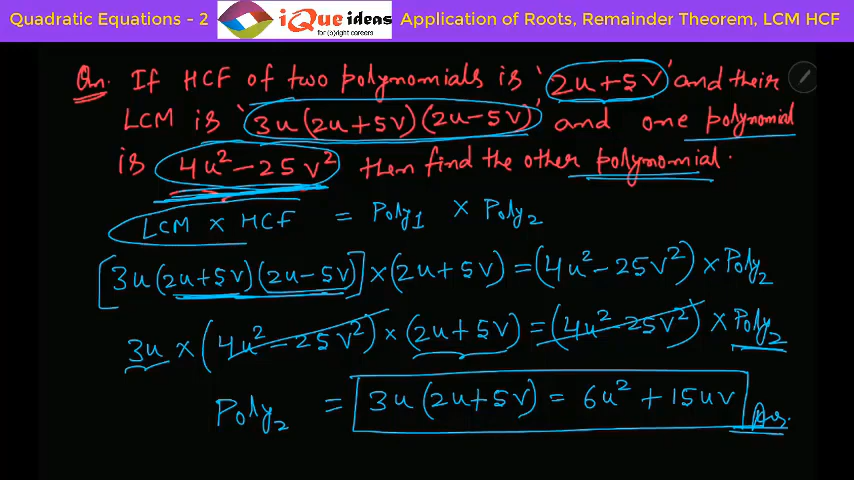 Quadratic Equations - 2 iQue ideas for (b)right careers Application of Roots, Remainder Theorem, LCM HCF
Qn. If HCF of two polynomials is '2u+5v' and their
LCM is '3u(2u+5v)(2u-5v)' and one polynomial
is 4u²-25v² then find the other polynomial.
LCM × HCF = Poly₁ × Poly₂
[3u(2u+5v)(2u-5v)]×(2u+5v)=(4u²-25v²)×Poly₂
3u×(4u²-25v²)×(2u+5v)=(4u²-25v²)×Poly₂
Poly₂ = 3u(2u+5v) = 6u²+15uv Ans.